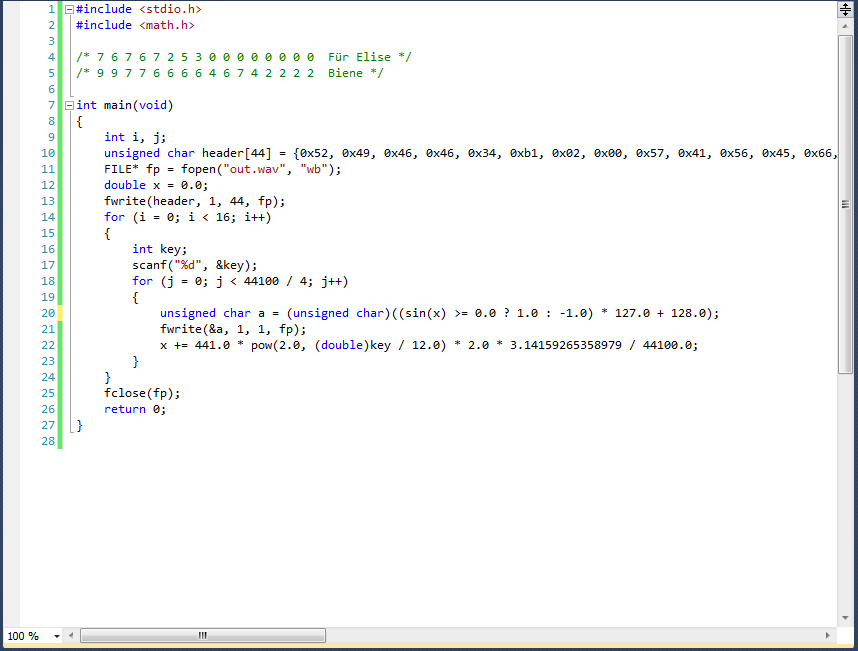 1 #include <stdio.h>
2 #include <math.h>
3
4 /* 7 6 7 6 7 2 5 3 0 0 0 0 0 0 0 0  Für Elise */
5 /* 9 9 7 7 6 6 6 6 4 6 7 4 2 2 2 2  Biene */
6
7 int main(void)
8 {
9     int i, j;
10     unsigned char header[44] = {0x52, 0x49, 0x46, 0x46, 0x34, 0xb1, 0x02, 0x00, 0x57, 0x41, 0x56, 0x45, 0x66,
11     FILE* fp = fopen("out.wav", "wb");
12     double x = 0.0;
13     fwrite(header, 1, 44, fp);
14     for (i = 0; i < 16; i++)
15     {
16         int key;
17         scanf("%d", &key);
18         for (j = 0; j < 44100 / 4; j++)
19         {
20             unsigned char a = (unsigned char)((sin(x) >= 0.0 ? 1.0 : -1.0) * 127.0 + 128.0);
21             fwrite(&a, 1, 1, fp);
22             x += 441.0 * pow(2.0, (double)key / 12.0) * 2.0 * 3.14159265358979 / 44100.0;
23         }
24     }
25     fclose(fp);
26     return 0;
27 }
28
100 %